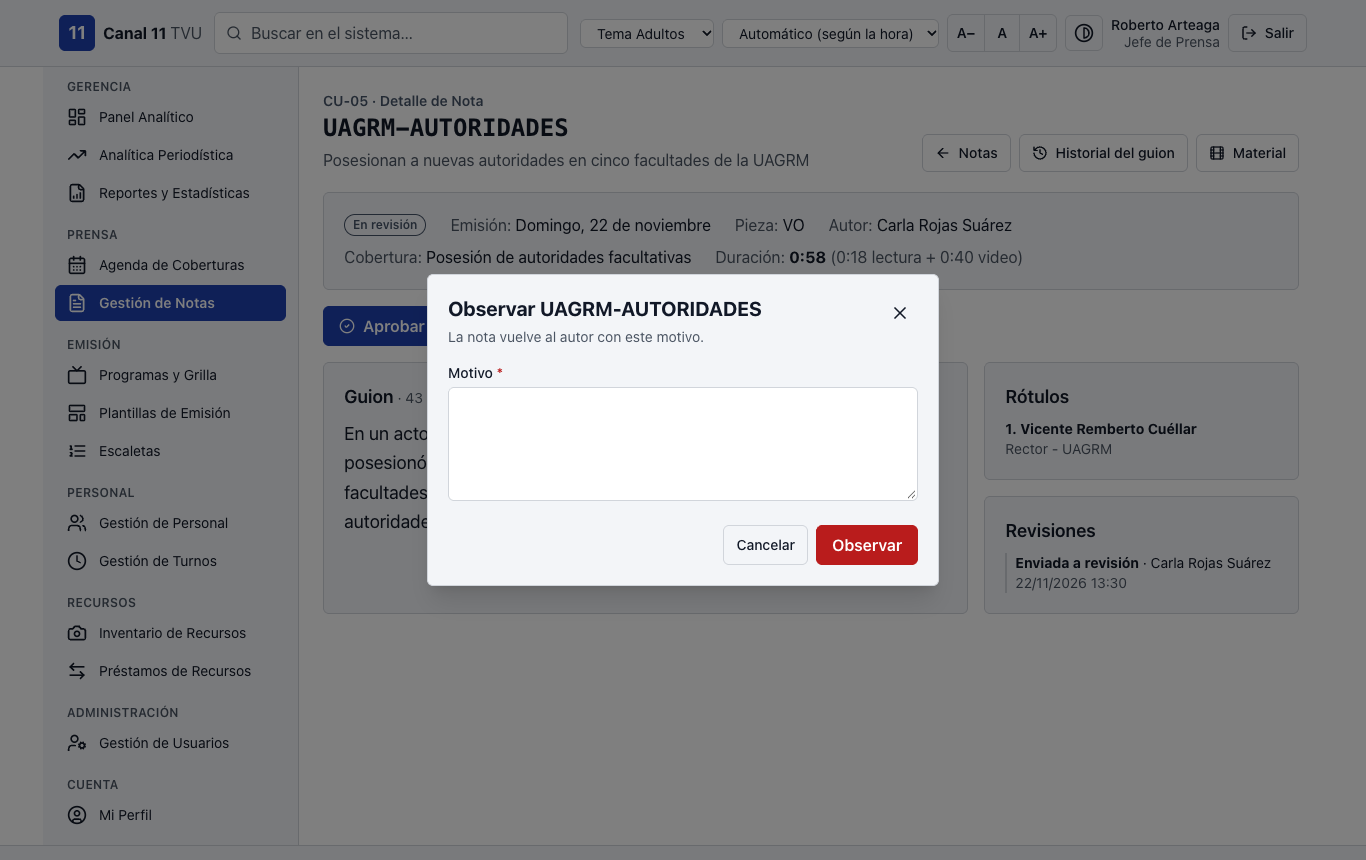 11 Canal 11 TVU
Buscar en el sistema...
Tema Adultos
Automático (según la hora)
A−
A
A+
Roberto Arteaga
Jefe de Prensa
Salir
GERENCIA
Panel Analítico
Analítica Periodística
Reportes y Estadísticas
PRENSA
Agenda de Coberturas
Gestión de Notas
EMISIÓN
Programas y Grilla
Plantillas de Emisión
Escaletas
PERSONAL
Gestión de Personal
Gestión de Turnos
RECURSOS
Inventario de Recursos
Préstamos de Recursos
ADMINISTRACIÓN
Gestión de Usuarios
CUENTA
Mi Perfil
CU-05 · Detalle de Nota
UAGRM-AUTORIDADES
Posesionan a nuevas autoridades en cinco facultades de la UAGRM
Notas
Historial del guion
Material
En revisión Emisión: Domingo, 22 de noviembre Pieza: VO Autor: Carla Rojas Suárez
Cobertura: Posesión de autoridades facultativas Duración: 0:58 (0:18 lectura + 0:40 video)
Aprobar
Guion · 43
En un acto
posesionó
facultades
autoridade
Observar UAGRM-AUTORIDADES
La nota vuelve al autor con este motivo.
Motivo *
Cancelar
Observar
Rótulos
1. Vicente Remberto Cuéllar
Rector - UAGRM
Revisiones
Enviada a revisión · Carla Rojas Suárez
22/11/2026 13:30